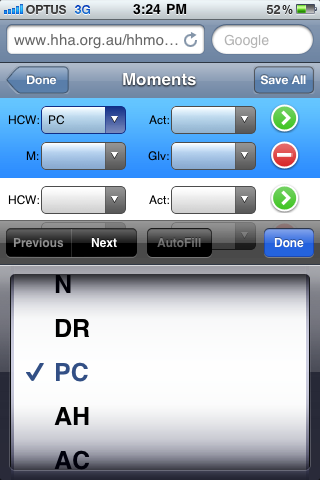 OPTUS 3G 3:24 PM 52%
www.hha.org.au/hhmo... Google
Done Moments Save All
HCW: PC Act:
M: Glv:
HCW: Act:
Previous Next AutoFill Done
N
DR
✓ PC
AH
AC